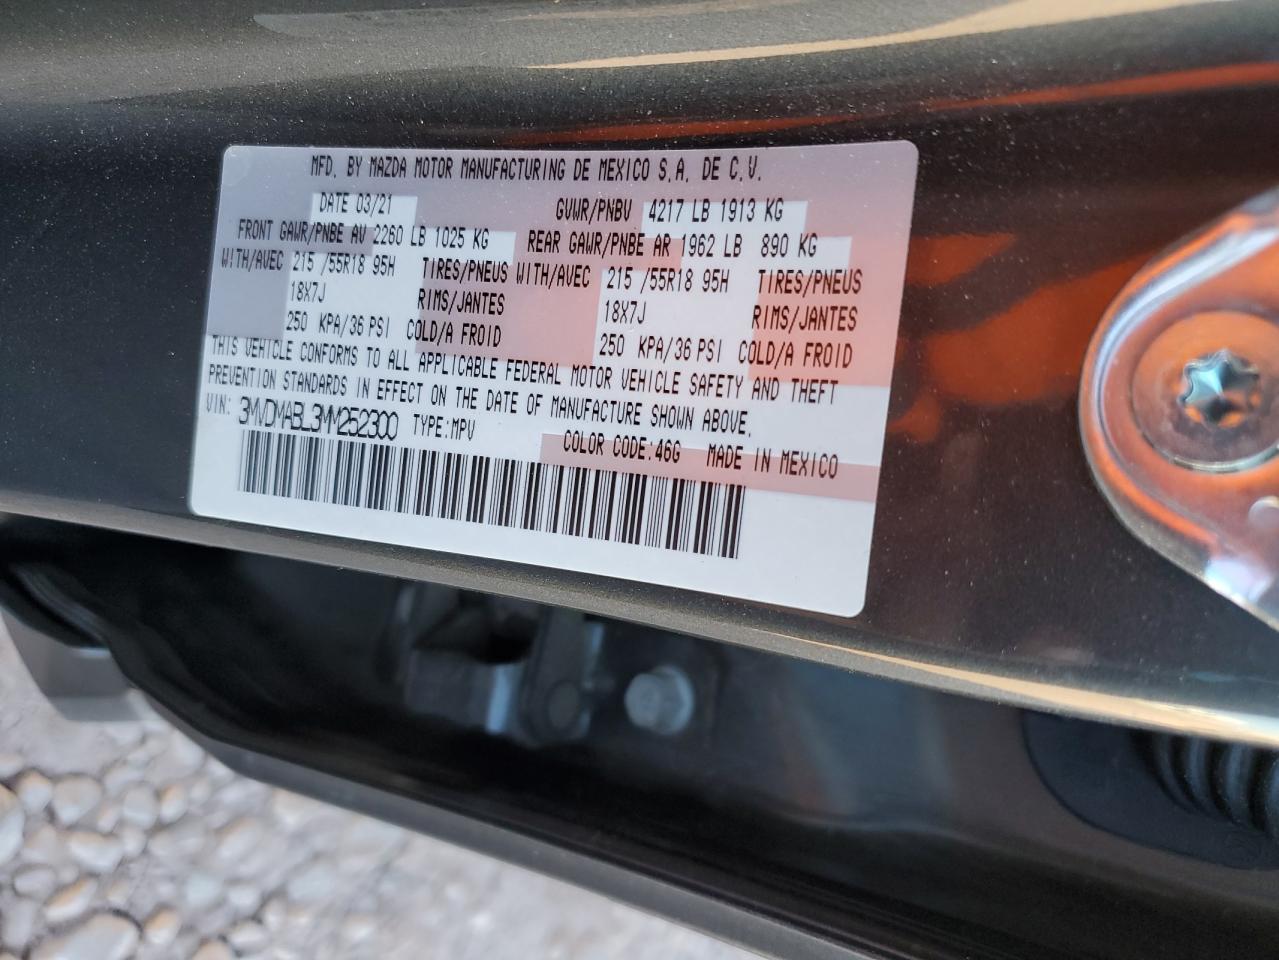 MFD. BY MAZDA MOTOR MANUFACTURING DE MEXICO S.A. DE C.V.
DATE 03/21 GVWR/PNBV 4217 LB 1913 KG
FRONT GAWR/PNBE AV 2260 LB 1025 KG REAR GAWR/PNBE AR 1962 LB 890 KG
WITH/AVEC 215 /55R18 95H TIRES/PNEUS WITH/AVEC 215 /55R18 95H TIRES/PNEUS
18X7J RIMS/JANTES 18X7J RIMS/JANTES
250 KPA/36 PSI COLD/A FROID 250 KPA/36 PSI COLD/A FROID
THIS VEHICLE CONFORMS TO ALL APPLICABLE FEDERAL MOTOR VEHICLE SAFETY AND THEFT
PREVENTION STANDARDS IN EFFECT ON THE DATE OF MANUFACTURE SHOWN ABOVE.
VIN: 3MVDMABL3MM252300 TYPE:MPV COLOR CODE:46G MADE IN MEXICO